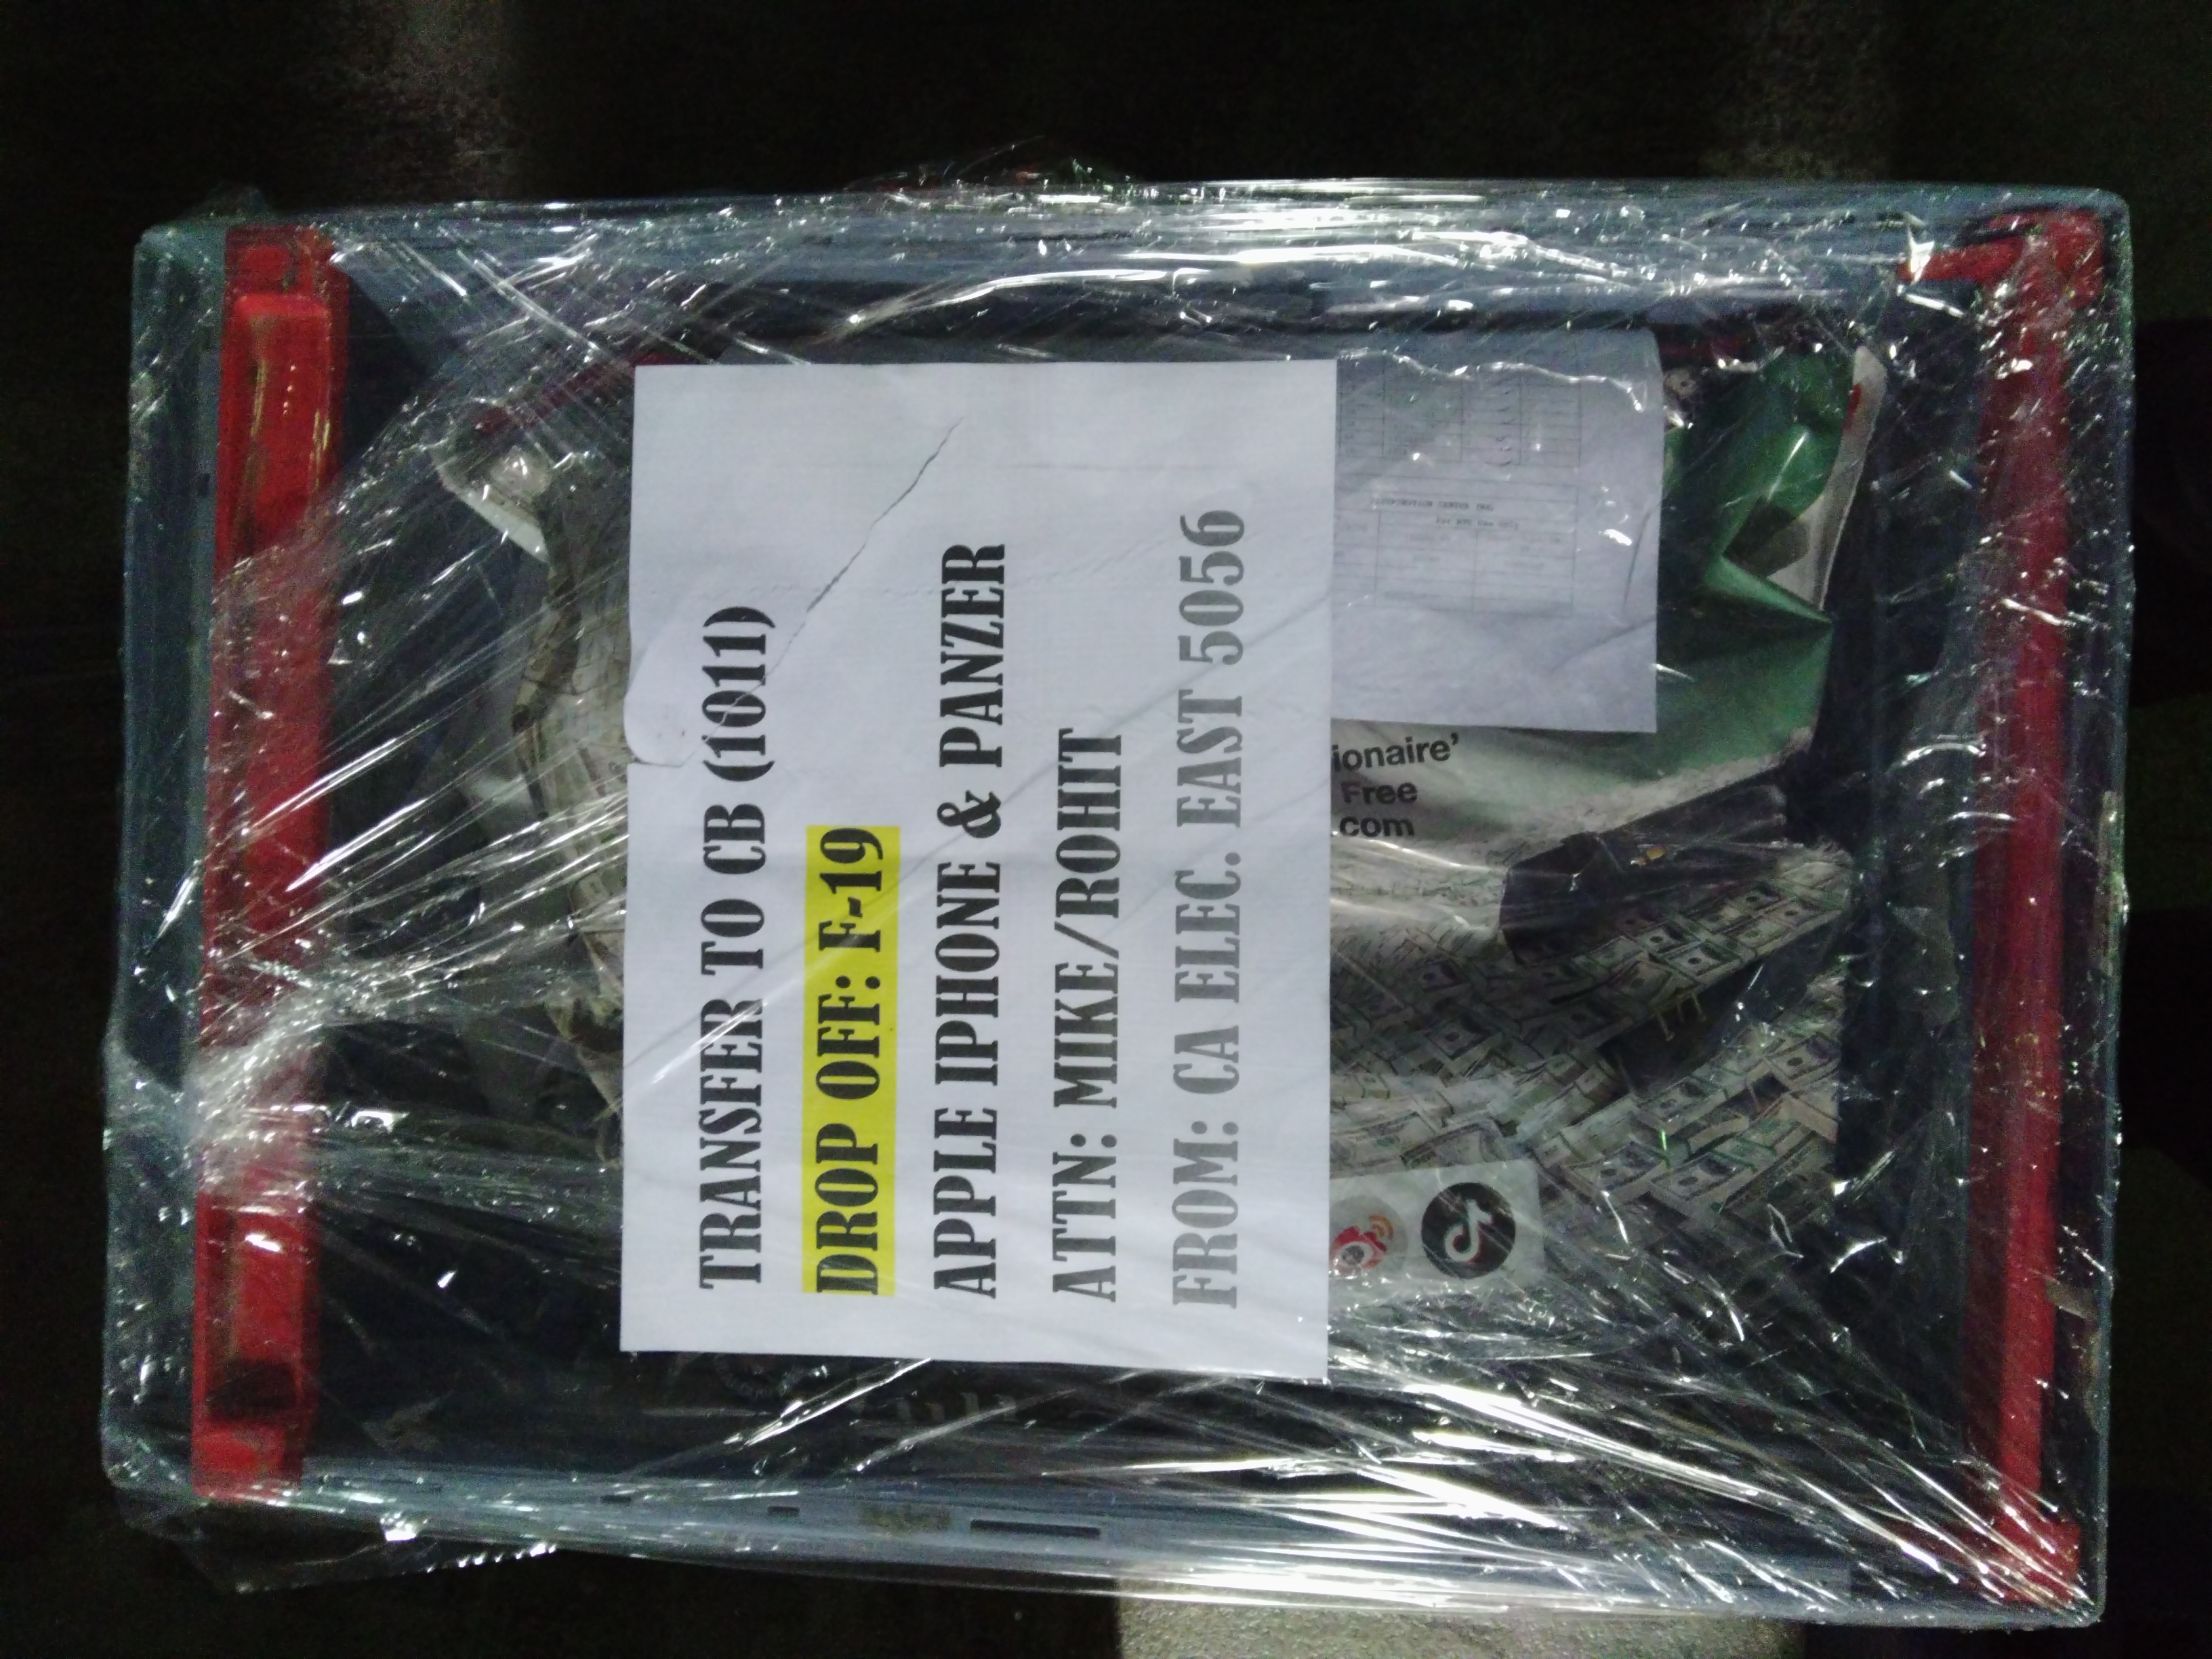 TRANSFER TO CB (1011)
DROP OFF: F-19
APPLE IPHONE & PANZER
ATTN: MIKE/ROHIT
FROM: CA ELEC. EAST 5056
ionaire'
Free
.com